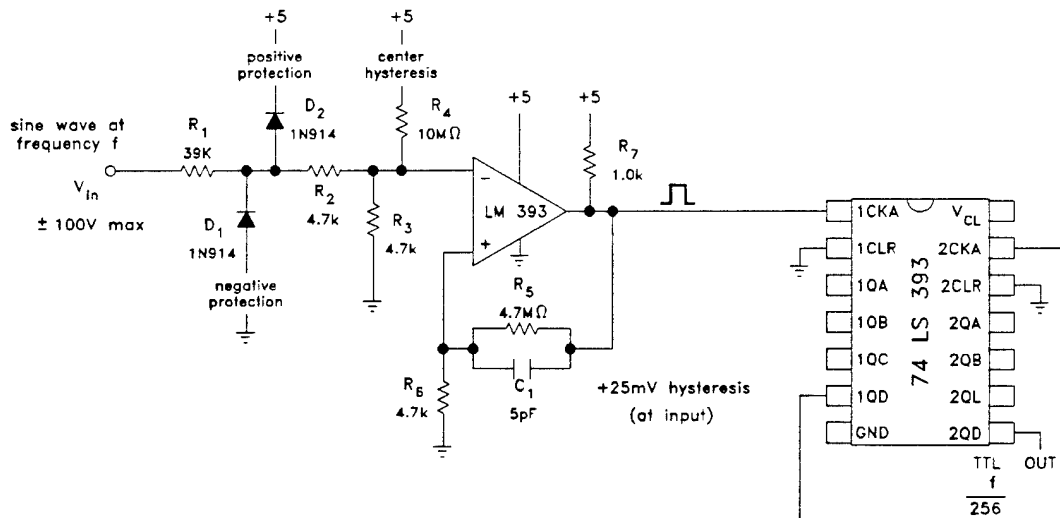 +5
+5
positive
protection
center
hysteresis
+5
+5
sine wave at
frequency f
R1
39K
D2
1N914
R4
10MΩ
R7
1.0k
Vin
± 100V max
R2
4.7k
R3
4.7k
−
LM 393
+
D1
1N914
negative
protection
R5
4.7MΩ
C1
5pF
R6
4.7k
+25mV hysteresis
(at input)
74 LS 393
1CKA
VCL
1CLR
2CKA
1QA
2CLR
1QB
2QA
1QC
2QB
1QD
2QL
GND
2QD
TTL
OUT
f
256